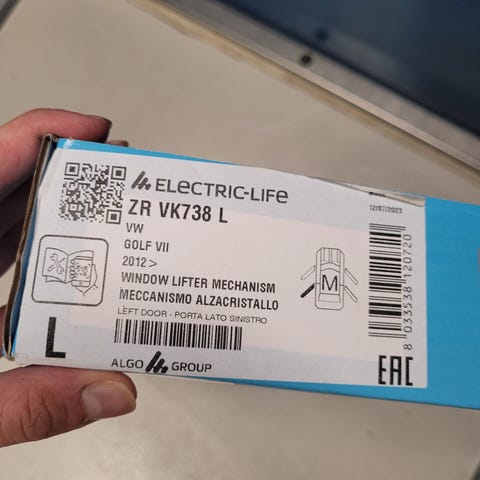 ELECTRIC-LIFE
ZR VK738 L
VW
GOLF VII
2012 >
WINDOW LIFTER MECHANISM
MECCANISMO ALZACRISTALLO
LEFT DOOR - PORTA LATO SINISTRO
L
ALGO GROUP
12/07/2023
M
8 033538 120720
EAC